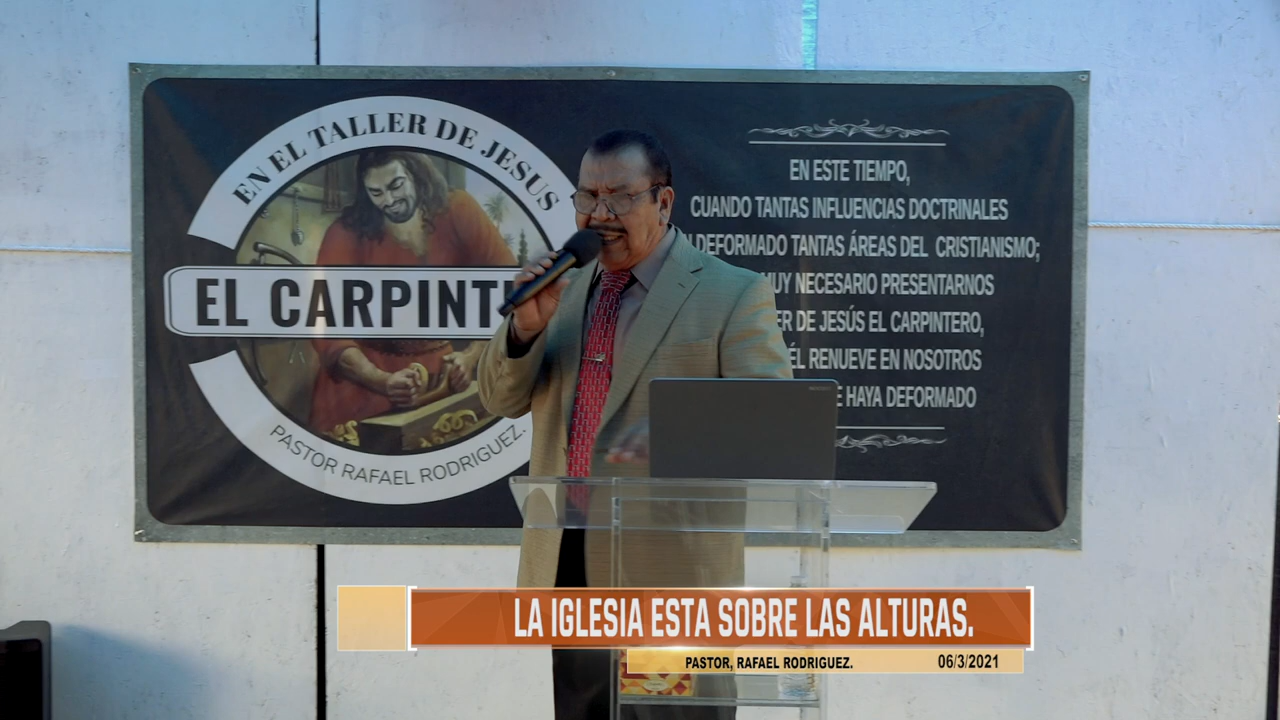 EN EL TALLER DE JESUS
EL CARPINT
PASTOR RAFAEL RODRIGUEZ.
EN ESTE TIEMPO,
CUANDO TANTAS INFLUENCIAS DOCTRINALES
DEFORMADO TANTAS ÁREAS DEL CRISTIANISMO;
MUY NECESARIO PRESENTARNOS
DE JESÚS EL CARPINTERO,
ÉL RENUEVE EN NOSOTROS
HAYA DEFORMADO
LA IGLESIA ESTA SOBRE LAS ALTURAS.
PASTOR, RAFAEL RODRIGUEZ. 06/3/2021